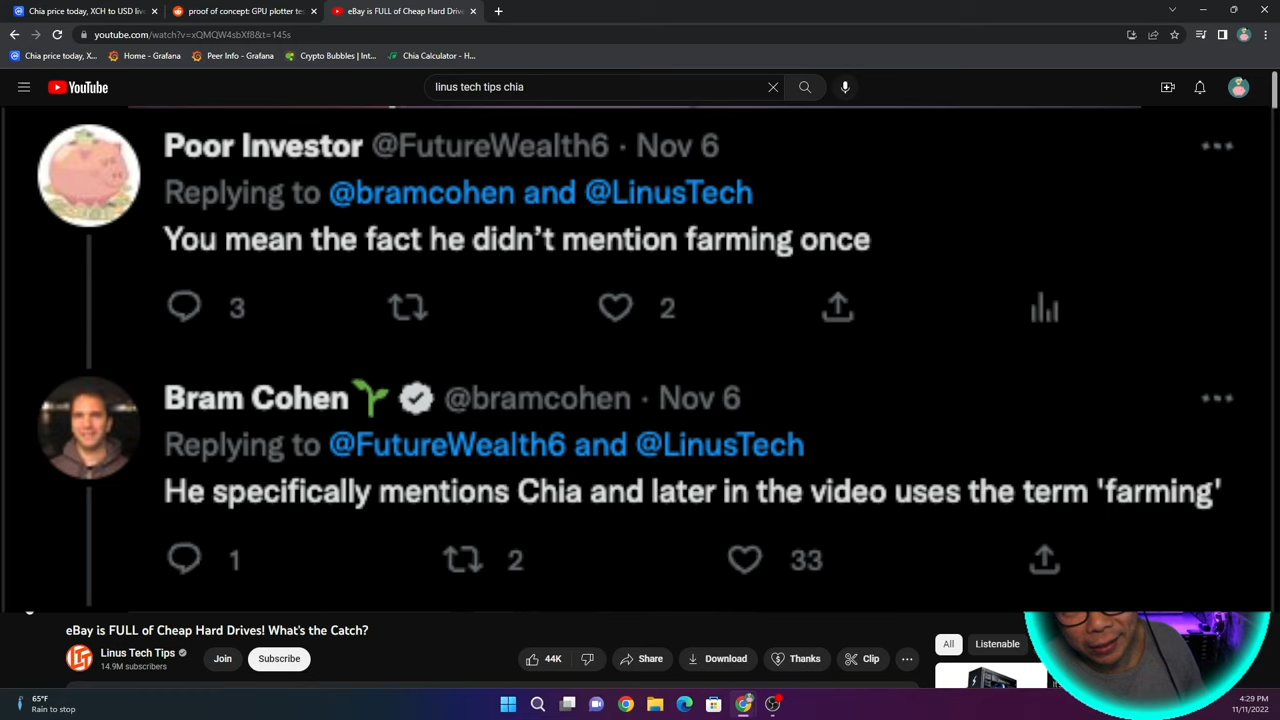 Chia price today, XCH to USD live
proof of concept: GPU plotter te
eBay is FULL of Cheap Hard Drive
youtube.com/watch?v=xQMQW4sbXf8&t=145s
Chia price today, X...
Home - Grafana
Peer Info - Grafana
Crypto Bubbles | Int...
Chia Calculator - H...
YouTube
linus tech tips chia
Poor Investor @FutureWealth6 · Nov 6
Replying to @bramcohen and @LinusTech
You mean the fact he didn't mention farming once
3
2
Bram Cohen @bramcohen · Nov 6
Replying to @FutureWealth6 and @LinusTech
He specifically mentions Chia and later in the video uses the term 'farming'
1
2
33
eBay is FULL of Cheap Hard Drives! What's the Catch?
Linus Tech Tips
14.9M subscribers
Join
Subscribe
44K
Share
Download
Thanks
Clip
All
Listenable
65°F
Rain to stop
4:29 PM
11/11/2022